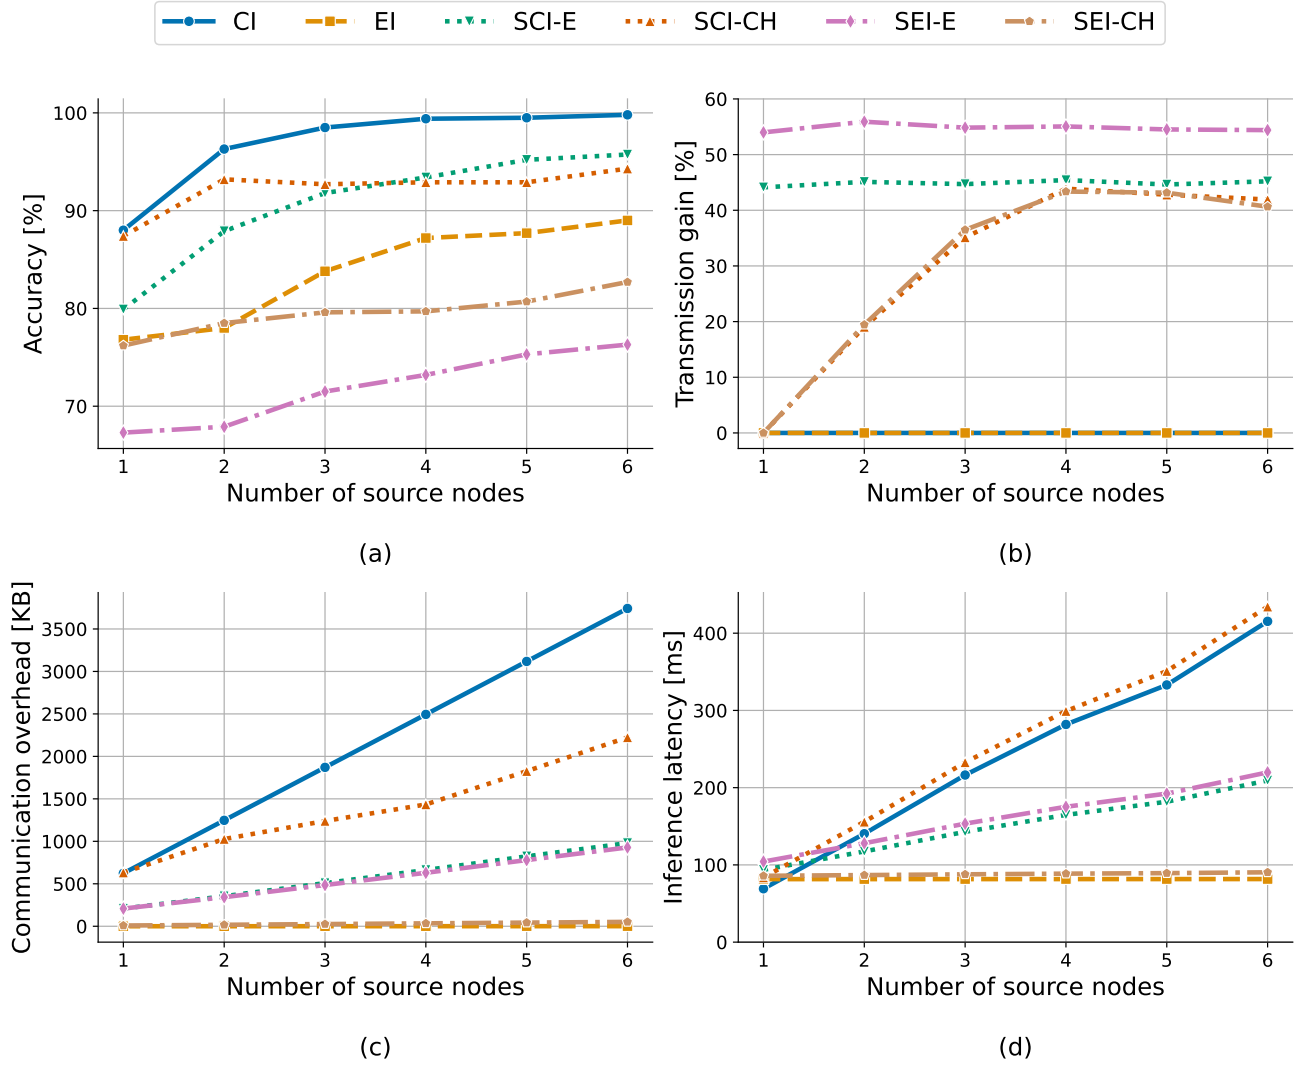 CI EI SCI-E SCI-CH SEI-E SEI-CH
Accuracy [%]
100
90
80
70
1 2 3 4 5 6
Number of source nodes
(a)
Transmission gain [%]
60
50
40
30
20
10
0
1 2 3 4 5 6
Number of source nodes
(b)
Communication overhead [KB]
3500
3000
2500
2000
1500
1000
500
0
1 2 3 4 5 6
Number of source nodes
(c)
Inference latency [ms]
400
300
200
100
0
1 2 3 4 5 6
Number of source nodes
(d)